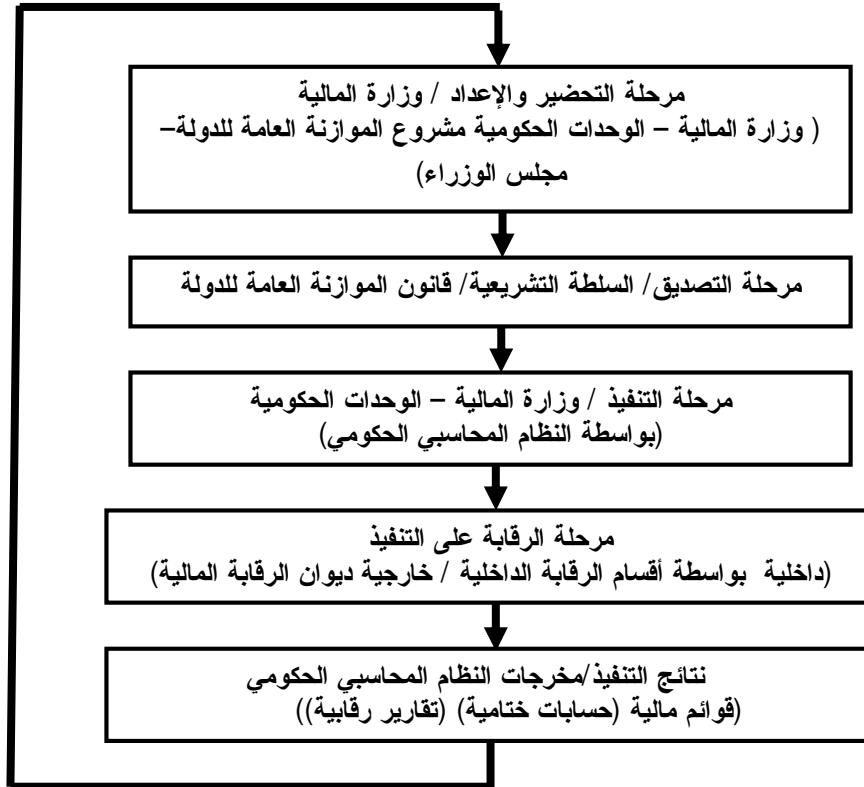 مرحلة التحضير والإعداد / وزارة المالية
( وزارة المالية – الوحدات الحكومية مشروع الموازنة العامة للدولة–
مجلس الوزراء)
مرحلة التصديق/ السلطة التشريعية/ قانون الموازنة العامة للدولة
مرحلة التنفيذ / وزارة المالية – الوحدات الحكومية
(بواسطة النظام المحاسبي الحكومي)
مرحلة الرقابة على التنفيذ
(داخلية بواسطة أقسام الرقابة الداخلية / خارجية ديوان الرقابة المالية)
نتائج التنفيذ/مخرجات النظام المحاسبي الحكومي
(قوائم مالية (حسابات ختامية) (تقارير رقابية))